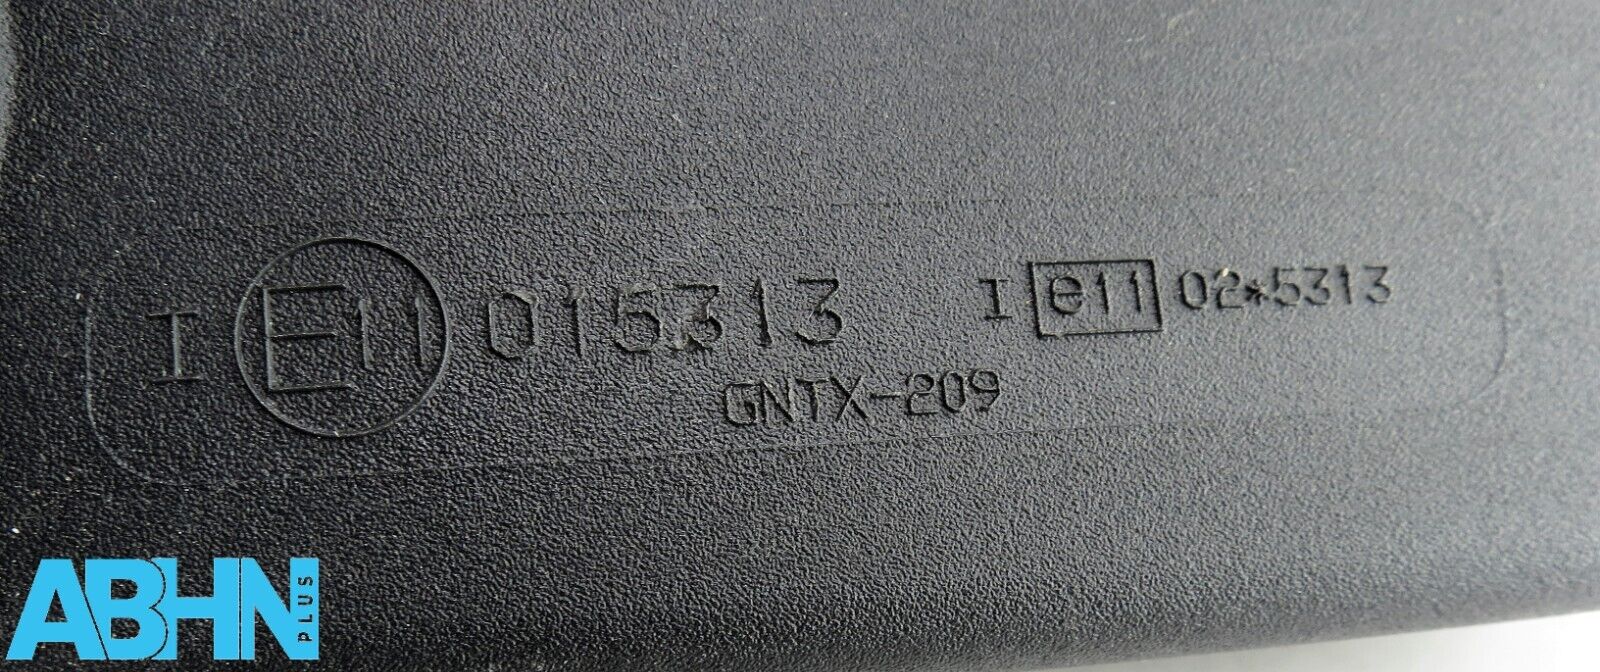 I E11 015313 I e11 02*5313
GNTX-209
ABHN PLUS